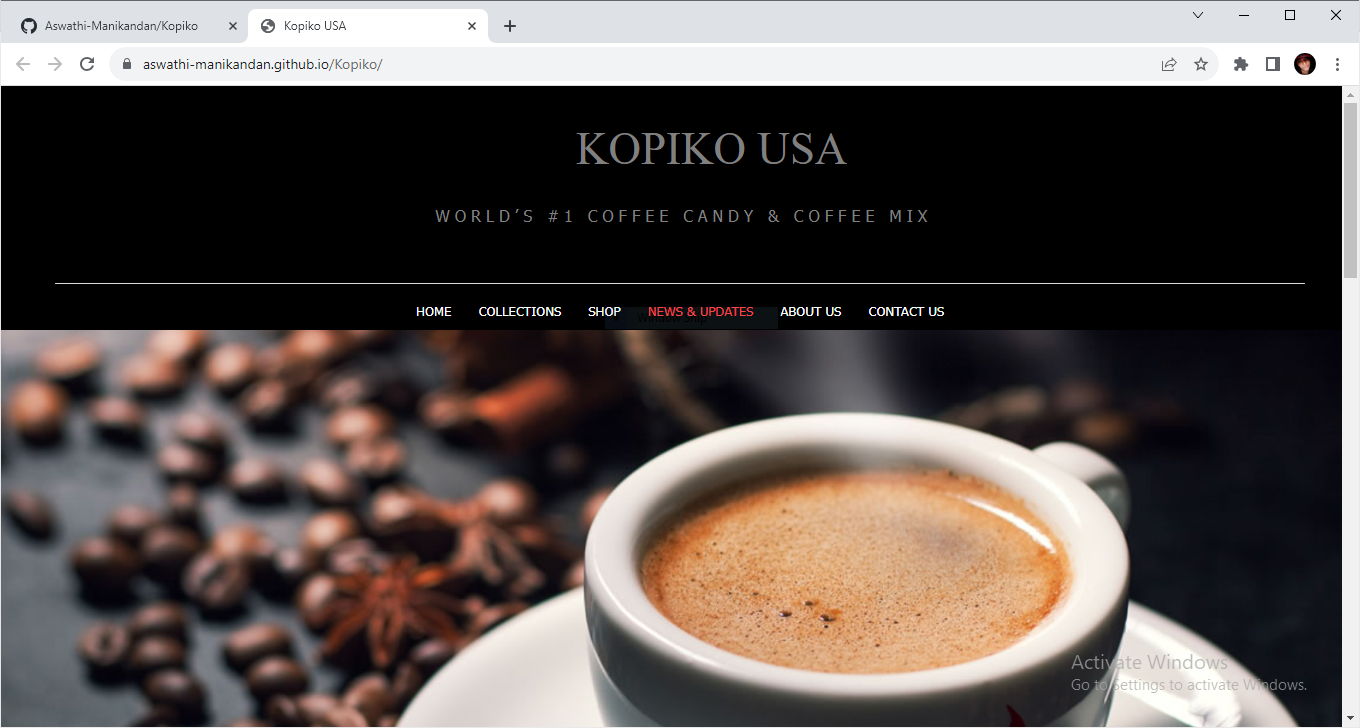 Aswathi-Manikandan/Kopiko
Kopiko USA
aswathi-manikandan.github.io/Kopiko/
KOPIKO USA
WORLD'S #1 COFFEE CANDY & COFFEE MIX
HOME COLLECTIONS SHOP NEWS & UPDATES ABOUT US CONTACT US
Activate Windows
Go to Settings to activate Windows.